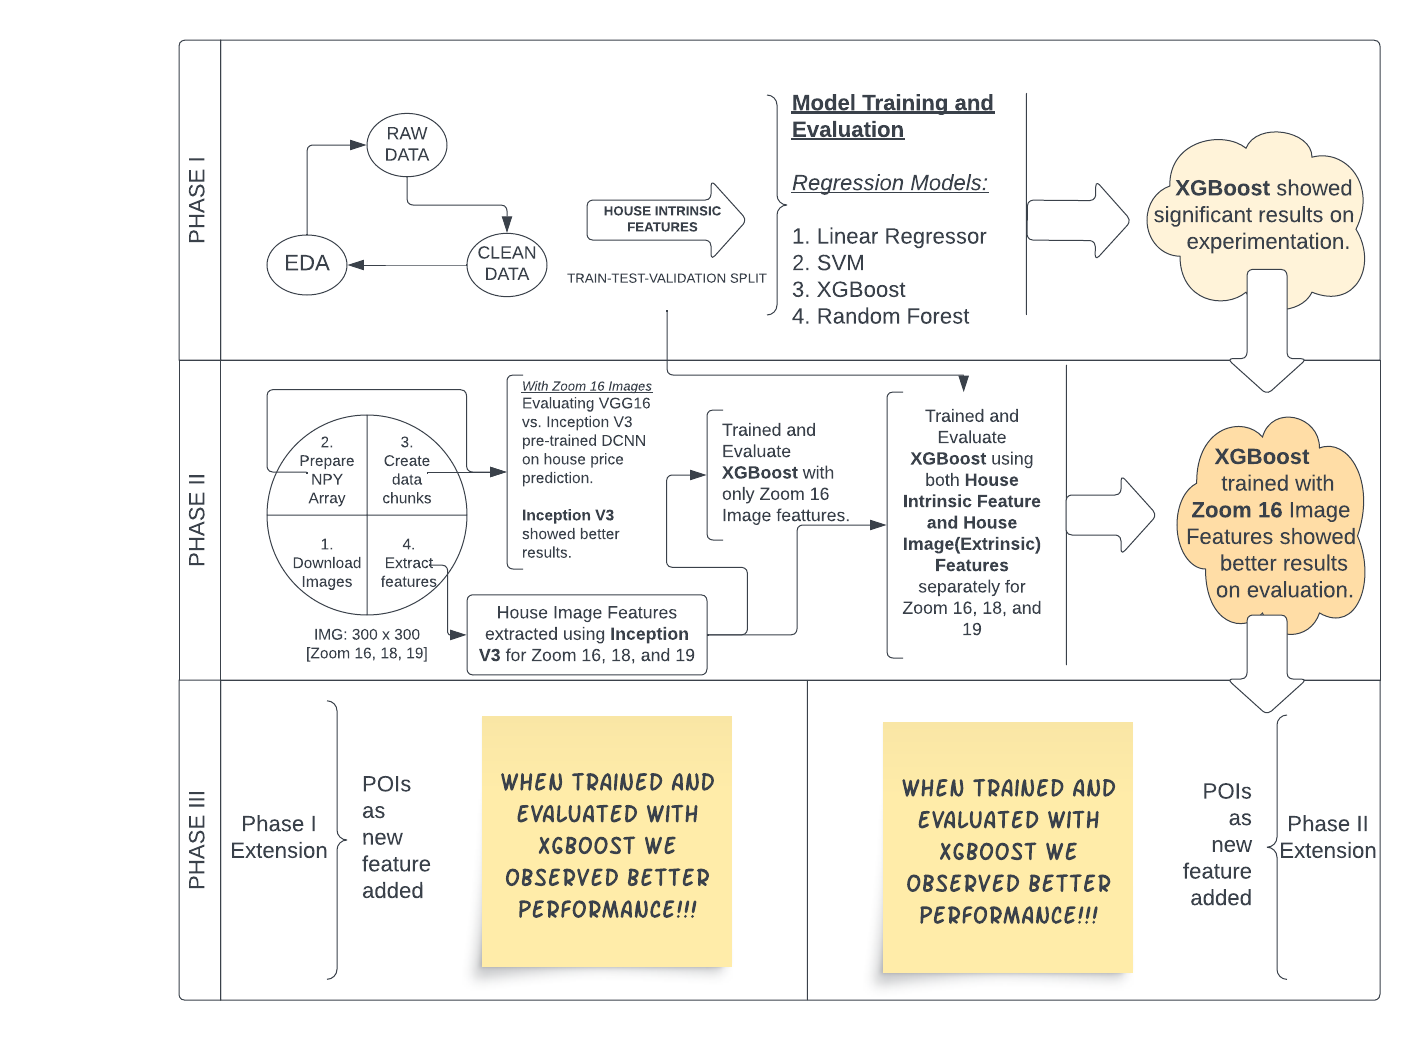 PHASE I
RAW
DATA
EDA
CLEAN
DATA
HOUSE INTRINSIC
FEATURES
TRAIN-TEST-VALIDATION SPLIT
Model Training and
Evaluation
Regression Models:
1. Linear Regressor
2. SVM
3. XGBoost
4. Random Forest
XGBoost showed
significant results on
experimentation.
PHASE II
2.
Prepare
NPY
Array
3.
Create
data
chunks
1.
Download
Images
4.
Extract
features
IMG: 300 x 300
[Zoom 16, 18, 19]
With Zoom 16 Images
Evaluating VGG16
vs. Inception V3
pre-trained DCNN
on house price
prediction.
Inception V3
showed better
results.
House Image Features
extracted using Inception
V3 for Zoom 16, 18, and 19
Trained and
Evaluate
XGBoost with
only Zoom 16
Image feattures.
Trained and
Evaluate
XGBoost using
both House
Intrinsic Feature
and House
Image(Extrinsic)
Features
separately for
Zoom 16, 18, and
19
XGBoost
trained with
Zoom 16 Image
Features showed
better results
on evaluation.
PHASE III
Phase I
Extension
POIs
as
new
feature
added
WHEN TRAINED AND
EVALUATED WITH
XGBOOST WE
OBSERVED BETTER
PERFORMANCE!!!
WHEN TRAINED AND
EVALUATED WITH
XGBOOST WE
OBSERVED BETTER
PERFORMANCE!!!
POIs
as
new
feature
added
Phase II
Extension